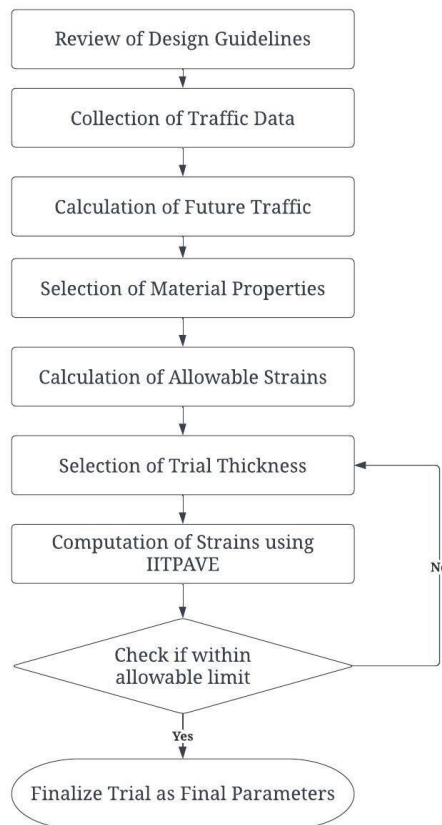 Review of Design Guidelines
Collection of Traffic Data
Calculation of Future Traffic
Selection of Material Properties
Calculation of Allowable Strains
Selection of Trial Thickness
Computation of Strains using
IITPAVE
No
Check if within
allowable limit
Yes
Finalize Trial as Final Parameters